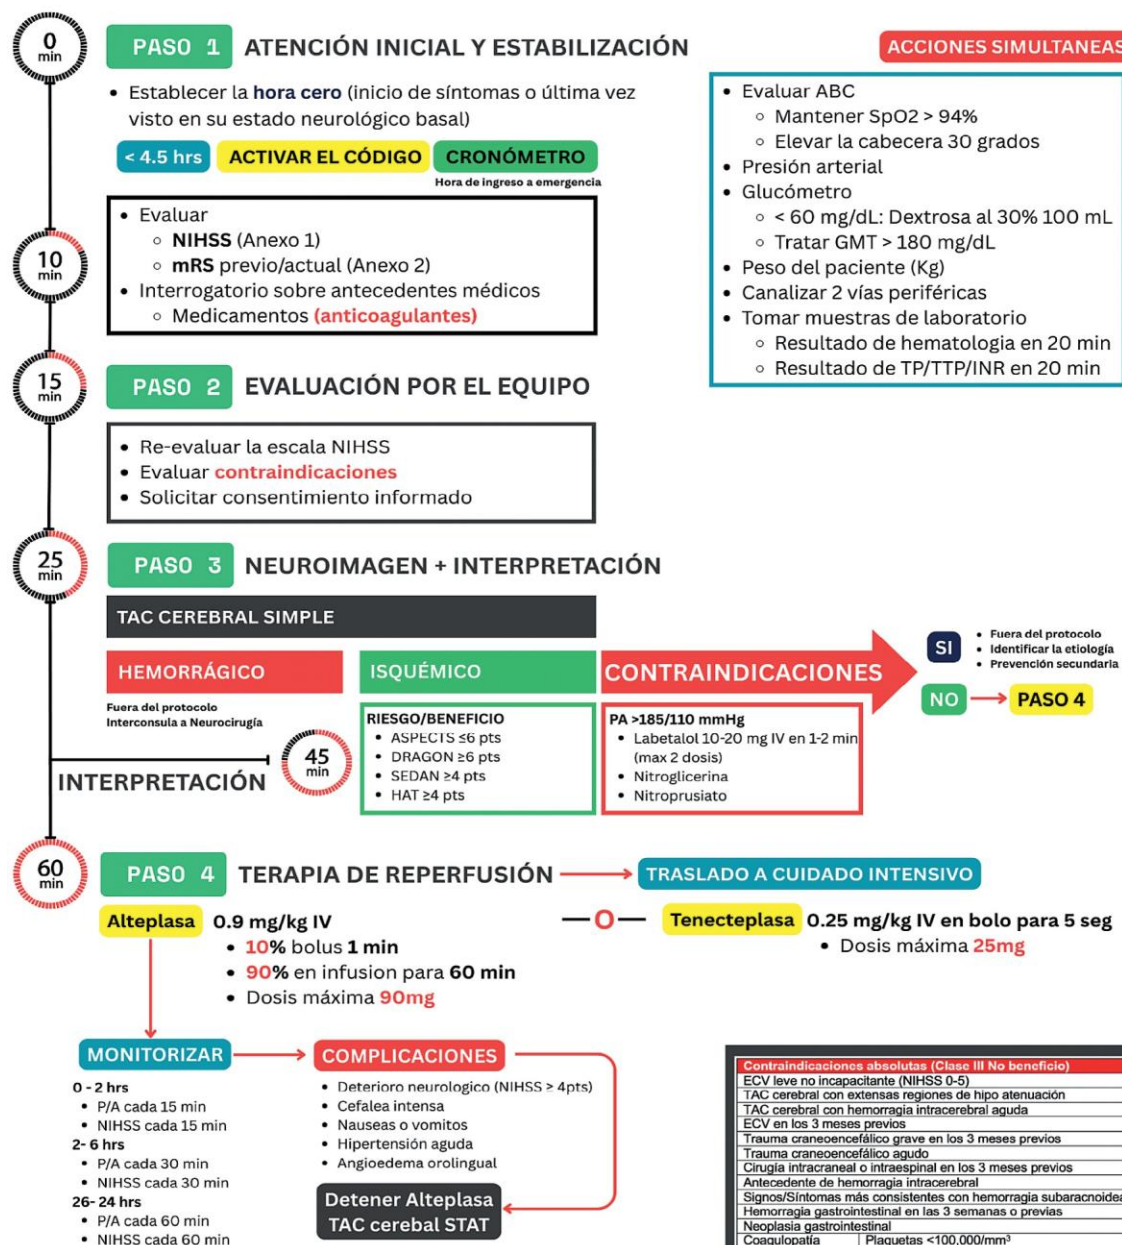 0
min
PASO 1 ATENCIÓN INICIAL Y ESTABILIZACIÓN
• Establecer la hora cero (inicio de síntomas o última vez
visto en su estado neurológico basal)
< 4.5 hrs ACTIVAR EL CÓDIGO CRONÓMETRO
Hora de ingreso a emergencia
10
min
• Evaluar
○ NIHSS (Anexo 1)
○ mRS previo/actual (Anexo 2)
• Interrogatorio sobre antecedentes médicos
○ Medicamentos (anticoagulantes)
ACCIONES SIMULTANEAS
• Evaluar ABC
○ Mantener SpO2 > 94%
○ Elevar la cabecera 30 grados
• Presión arterial
• Glucómetro
○ < 60 mg/dL: Dextrosa al 30% 100 mL
○ Tratar GMT > 180 mg/dL
• Peso del paciente (Kg)
• Canalizar 2 vías periféricas
• Tomar muestras de laboratorio
○ Resultado de hematologia en 20 min
○ Resultado de TP/TTP/INR en 20 min
15
min
PASO 2 EVALUACIÓN POR EL EQUIPO
• Re-evaluar la escala NIHSS
• Evaluar contraindicaciones
• Solicitar consentimiento informado
25
min
PASO 3 NEUROIMAGEN + INTERPRETACIÓN
TAC CEREBRAL SIMPLE
HEMORRÁGICO
Fuera del protocolo
Interconsula a Neurocirugía
ISQUÉMICO
RIESGO/BENEFICIO
• ASPECTS ≤6 pts
• DRAGON ≥6 pts
• SEDAN ≥4 pts
• HAT ≥4 pts
CONTRAINDICACIONES
PA >185/110 mmHg
• Labetalol 10-20 mg IV en 1-2 min
(max 2 dosis)
• Nitroglicerina
• Nitroprusiato
SI
• Fuera del protocolo
• Identificar la etiología
• Prevención secundaria
NO PASO 4
INTERPRETACIÓN
45
min
60
min
PASO 4 TERAPIA DE REPERFUSIÓN TRASLADO A CUIDADO INTENSIVO
Alteplasa 0.9 mg/kg IV
• 10% bolus 1 min
• 90% en infusion para 60 min
• Dosis máxima 90mg
O
Tenecteplasa 0.25 mg/kg IV en bolo para 5 seg
• Dosis máxima 25mg
MONITORIZAR
0 - 2 hrs
• P/A cada 15 min
• NIHSS cada 15 min
2- 6 hrs
• P/A cada 30 min
• NIHSS cada 30 min
26- 24 hrs
• P/A cada 60 min
• NIHSS cada 60 min
COMPLICACIONES
• Deterioro neurologico (NIHSS ≥ 4pts)
• Cefalea intensa
• Nauseas o vomitos
• Hipertensión aguda
• Angioedema orolingual
Detener Alteplasa
TAC cerebal STAT
Contraindicaciones absolutas (Clase III No beneficio)
ECV leve no incapacitante (NIHSS 0-5)
TAC cerebral con extensas regiones de hipo atenuación
TAC cerebral con hemorragia intracerebral aguda
ECV en los 3 meses previos
Trauma craneoencefálico grave en los 3 meses previos
Trauma craneoencefálico agudo
Cirugía intracraneal o intraespinal en los 3 meses previos
Antecedente de hemorragia intracerebral
Signos/Síntomas más consistentes con hemorragia subaracnoidea
Hemorragia gastrointestinal en las 3 semanas o previas
Neoplasia gastrointestinal
Coagulopatía Plaquetas <100,000/mm³